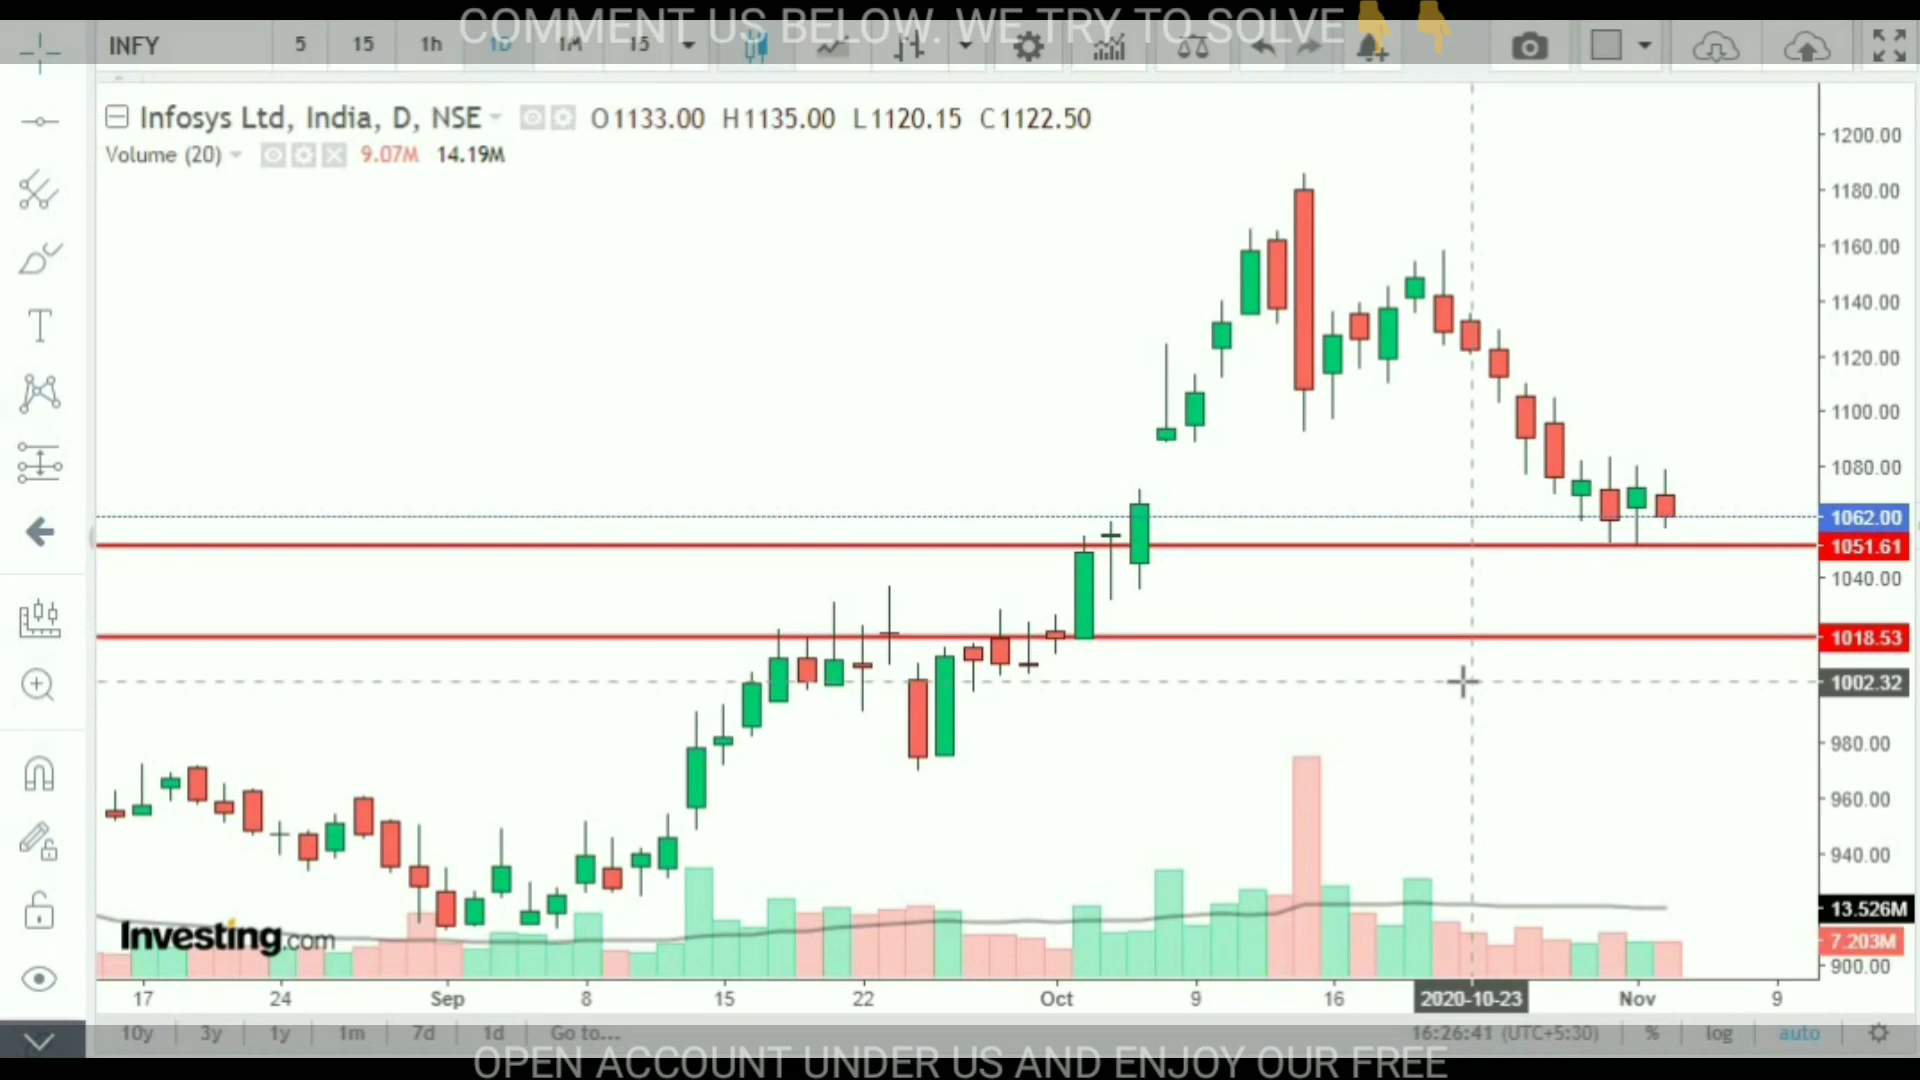 COMMENT US BELOW. WE TRY TO SOLVE
INFY 5 15 1h 1D 1M 15
Infosys Ltd, India, D, NSE O1133.00 H1135.00 L1120.15 C1122.50
Volume (20) 9.07M 14.19M
1200.00
1180.00
1160.00
1140.00
1120.00
1100.00
1080.00
1062.00
1051.61
1040.00
1018.53
1002.32
980.00
960.00
940.00
13.526M
7.203M
900.00
Investing.com
17 24 Sep 8 15 22 Oct 9 16 2020-10-23 Nov 9
10y 3y 1y 1m 7d 1d Go to... 16:26:41 (UTC+5:30) % log auto
OPEN ACCOUNT UNDER US AND ENJOY OUR FREE